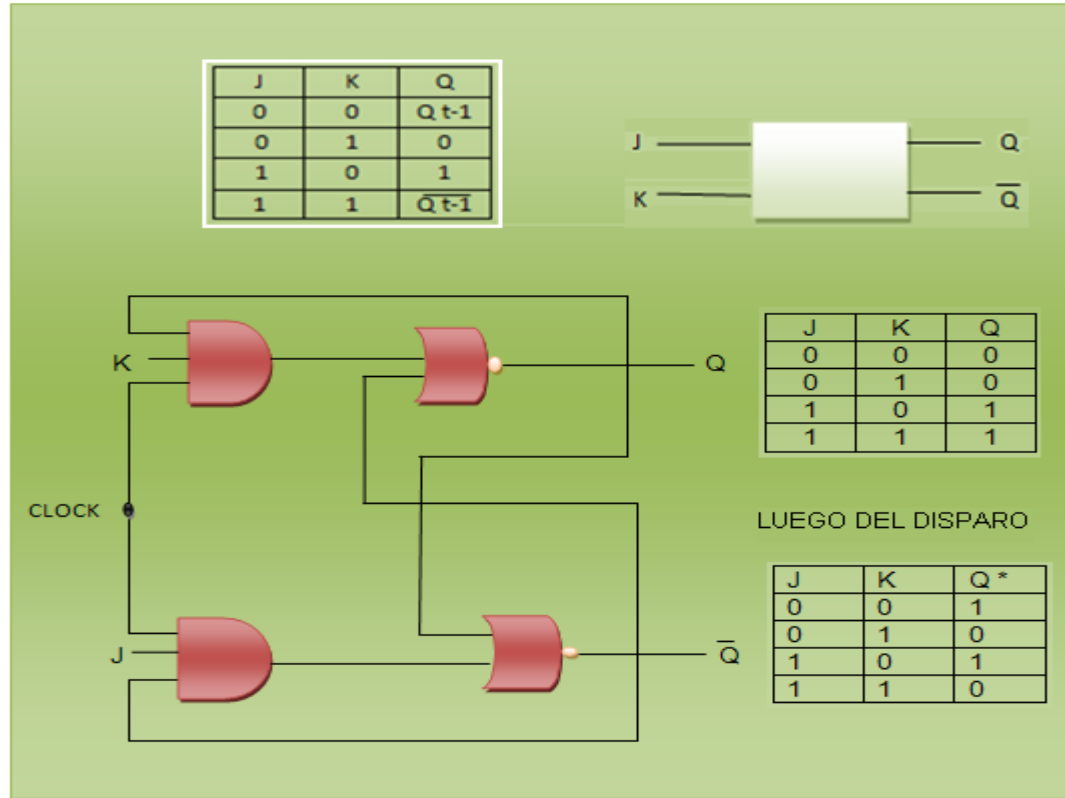 J K Q
0 0 Q t-1
0 1 0
1 0 1
1 1 Q̅ ̅t̅-̅1̅
J Q
K Q̅
K Q
J K Q
0 0 0
0 1 0
1 0 1
1 1 1
CLOCK
LUEGO DEL DISPARO
J K Q *
0 0 1
0 1 0
1 0 1
1 1 0
J Q̅